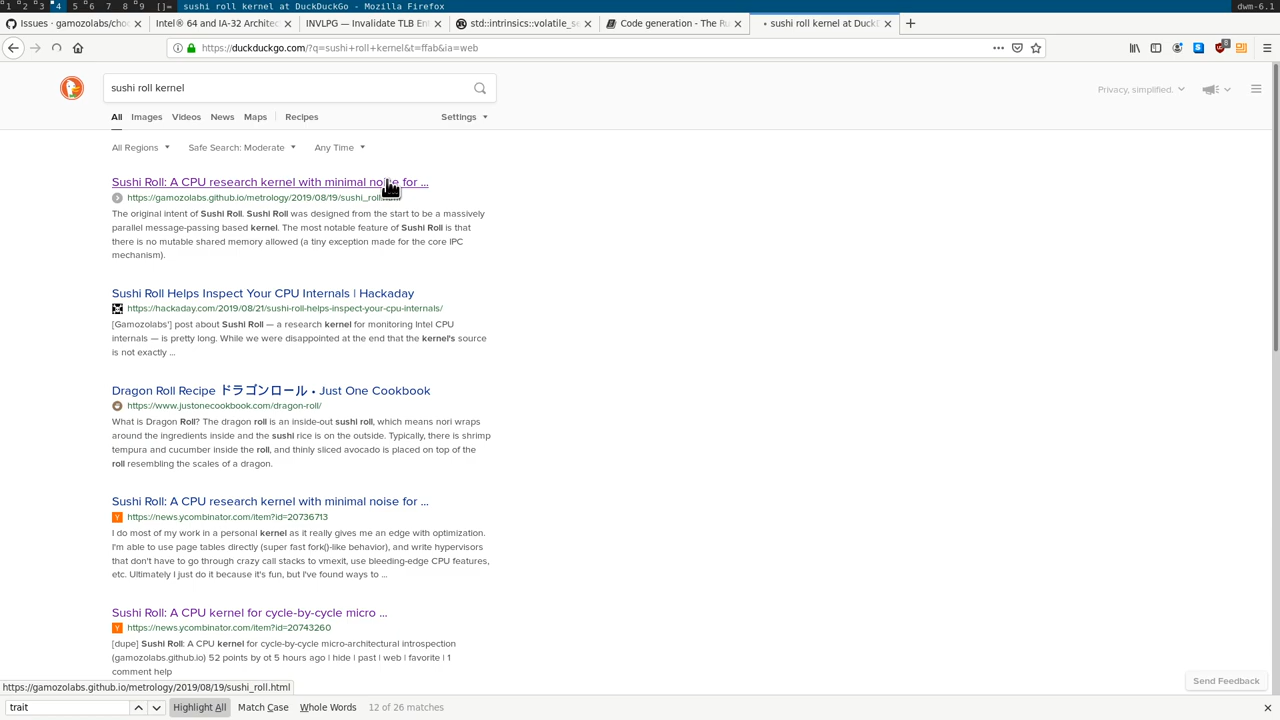 1 2 3 4 5 6 7 8 9 []= sushi roll kernel at DuckDuckGo - Mozilla Firefox dwm-6.1
Issues · gamozolabs/cho
Intel® 64 and IA-32 Architec
INVLPG — Invalidate TLB En
std::intrinsics::volatile_se
Code generation - The Ru
sushi roll kernel at Duck
https://duckduckgo.com/?q=sushi+roll+kernel&t=ffab&ia=web
8
sushi roll kernel
Privacy, simplified.
All Images Videos News Maps Recipes Settings
All Regions Safe Search: Moderate Any Time
Sushi Roll: A CPU research kernel with minimal noise for ...
https://gamozolabs.github.io/metrology/2019/08/19/sushi_roll
The original intent of Sushi Roll. Sushi Roll was designed from the start to be a massively
parallel message-passing based kernel. The most notable feature of Sushi Roll is that
there is no mutable shared memory allowed (a tiny exception made for the core IPC
mechanism).
Sushi Roll Helps Inspect Your CPU Internals | Hackaday
https://hackaday.com/2019/08/21/sushi-roll-helps-inspect-your-cpu-internals/
[Gamozolabs'] post about Sushi Roll — a research kernel for monitoring Intel CPU
internals — is pretty long. While we were disappointed at the end that the kernel's source
is not exactly ...
Dragon Roll Recipe ドラゴンロール • Just One Cookbook
https://www.justonecookbook.com/dragon-roll/
What is Dragon Roll? The dragon roll is an inside-out sushi roll, which means nori wraps
around the ingredients inside and the sushi rice is on the outside. Typically, there is shrimp
tempura and cucumber inside the roll, and thinly sliced avocado is placed on top of the
roll resembling the scales of a dragon.
Sushi Roll: A CPU research kernel with minimal noise for ...
Y https://news.ycombinator.com/item?id=20736713
I do most of my work in a personal kernel as it really gives me an edge with optimization.
I'm able to use page tables directly (super fast fork()-like behavior), and write hypervisors
that don't have to go through crazy call stacks to vmexit, use bleeding-edge CPU features,
etc. Ultimately I just do it because it's fun, but I've found ways to ...
Sushi Roll: A CPU kernel for cycle-by-cycle micro ...
Y https://news.ycombinator.com/item?id=20743260
[dupe] Sushi Roll: A CPU kernel for cycle-by-cycle micro-architectural introspection
(gamozolabs.github.io) 52 points by ot 5 hours ago | hide | past | web | favorite | 1
comment help
Send Feedback
https://gamozolabs.github.io/metrology/2019/08/19/sushi_roll.html
trait Highlight All Match Case Whole Words 12 of 26 matches